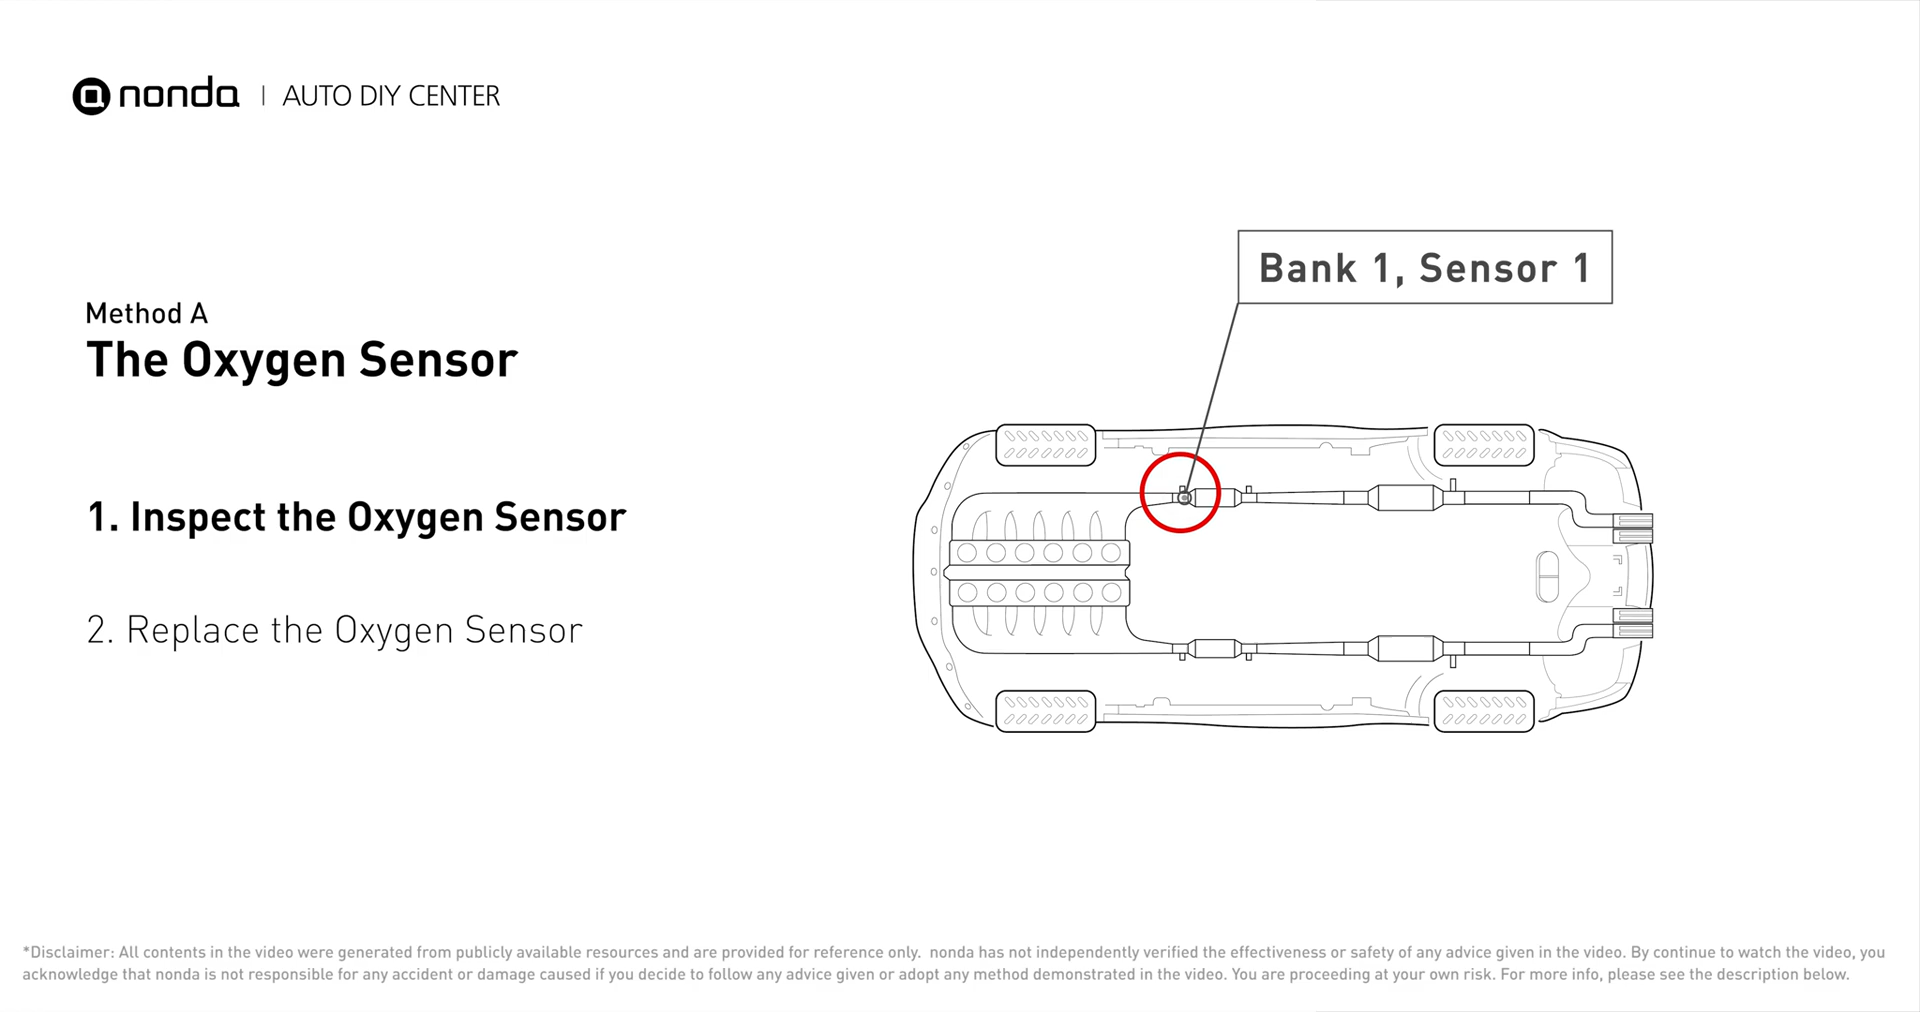 nonda | AUTO DIY CENTER
Bank 1, Sensor 1
Method A
The Oxygen Sensor
1. Inspect the Oxygen Sensor
2. Replace the Oxygen Sensor
*Disclaimer: All contents in the video were generated from publicly available resources and are provided for reference only. nonda has not independently verified the effectiveness or safety of any advice given in the video. By continue to watch the video, you
acknowledge that nonda is not responsible for any accident or damage caused if you decide to follow any advice given or adopt any method demonstrated in the video. You are proceeding at your own risk. For more info, please see the description below.